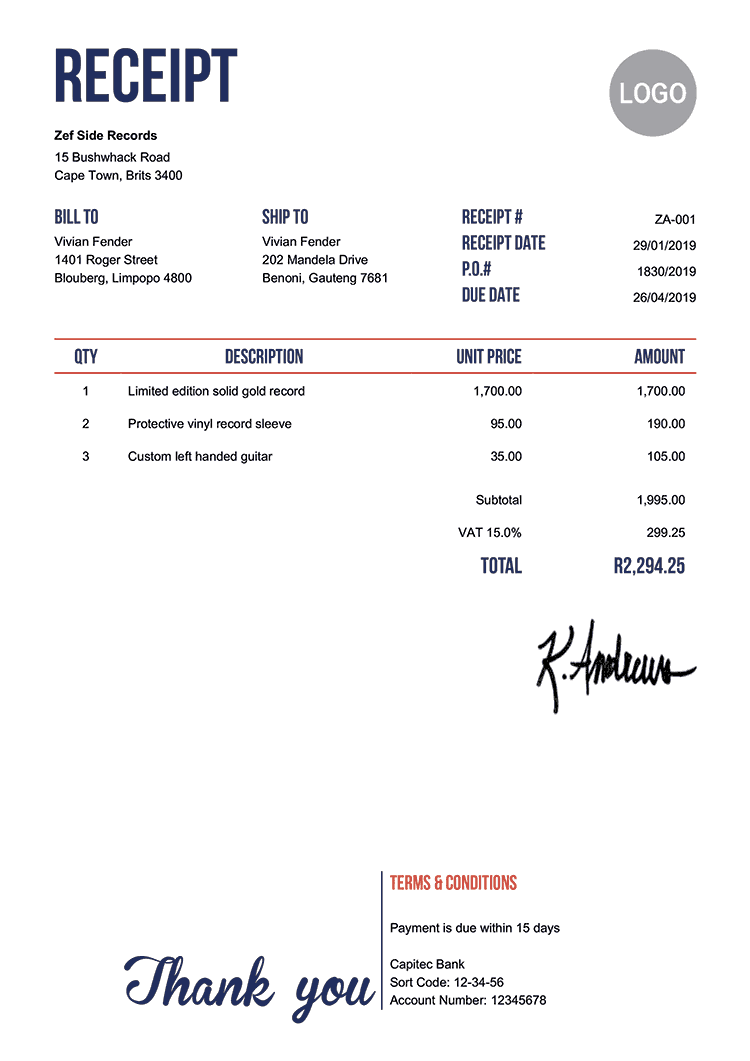 RECEIPT
LOGO
Zef Side Records
15 Bushwhack Road
Cape Town, Brits 3400
BILL TO
Vivian Fender
1401 Roger Street
Blouberg, Limpopo 4800
SHIP TO
Vivian Fender
202 Mandela Drive
Benoni, Gauteng 7681
RECEIPT # ZA-001
RECEIPT DATE 29/01/2019
P.O.# 1830/2019
DUE DATE 26/04/2019
QTY DESCRIPTION UNIT PRICE AMOUNT
1 Limited edition solid gold record 1,700.00 1,700.00
2 Protective vinyl record sleeve 95.00 190.00
3 Custom left handed guitar 35.00 105.00
Subtotal 1,995.00
VAT 15.0% 299.25
TOTAL R2,294.25
K. Andrews
TERMS & CONDITIONS
Payment is due within 15 days
Capitec Bank
Sort Code: 12-34-56
Account Number: 12345678
Thank you